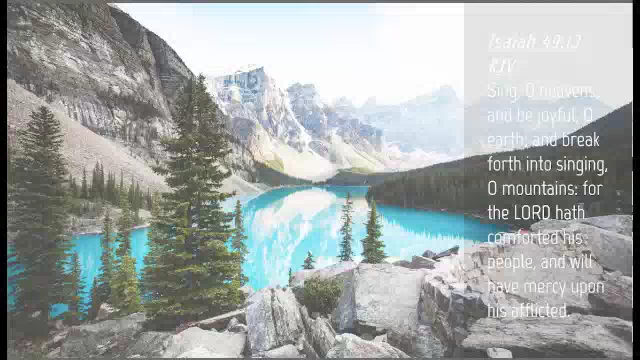 Isaiah 49:13
KJV
Sing, O heavens;
and be joyful, O
earth; and break
forth into singing,
O mountains: for
the LORD hath
comforted his
people, and will
have mercy upon
his afflicted.